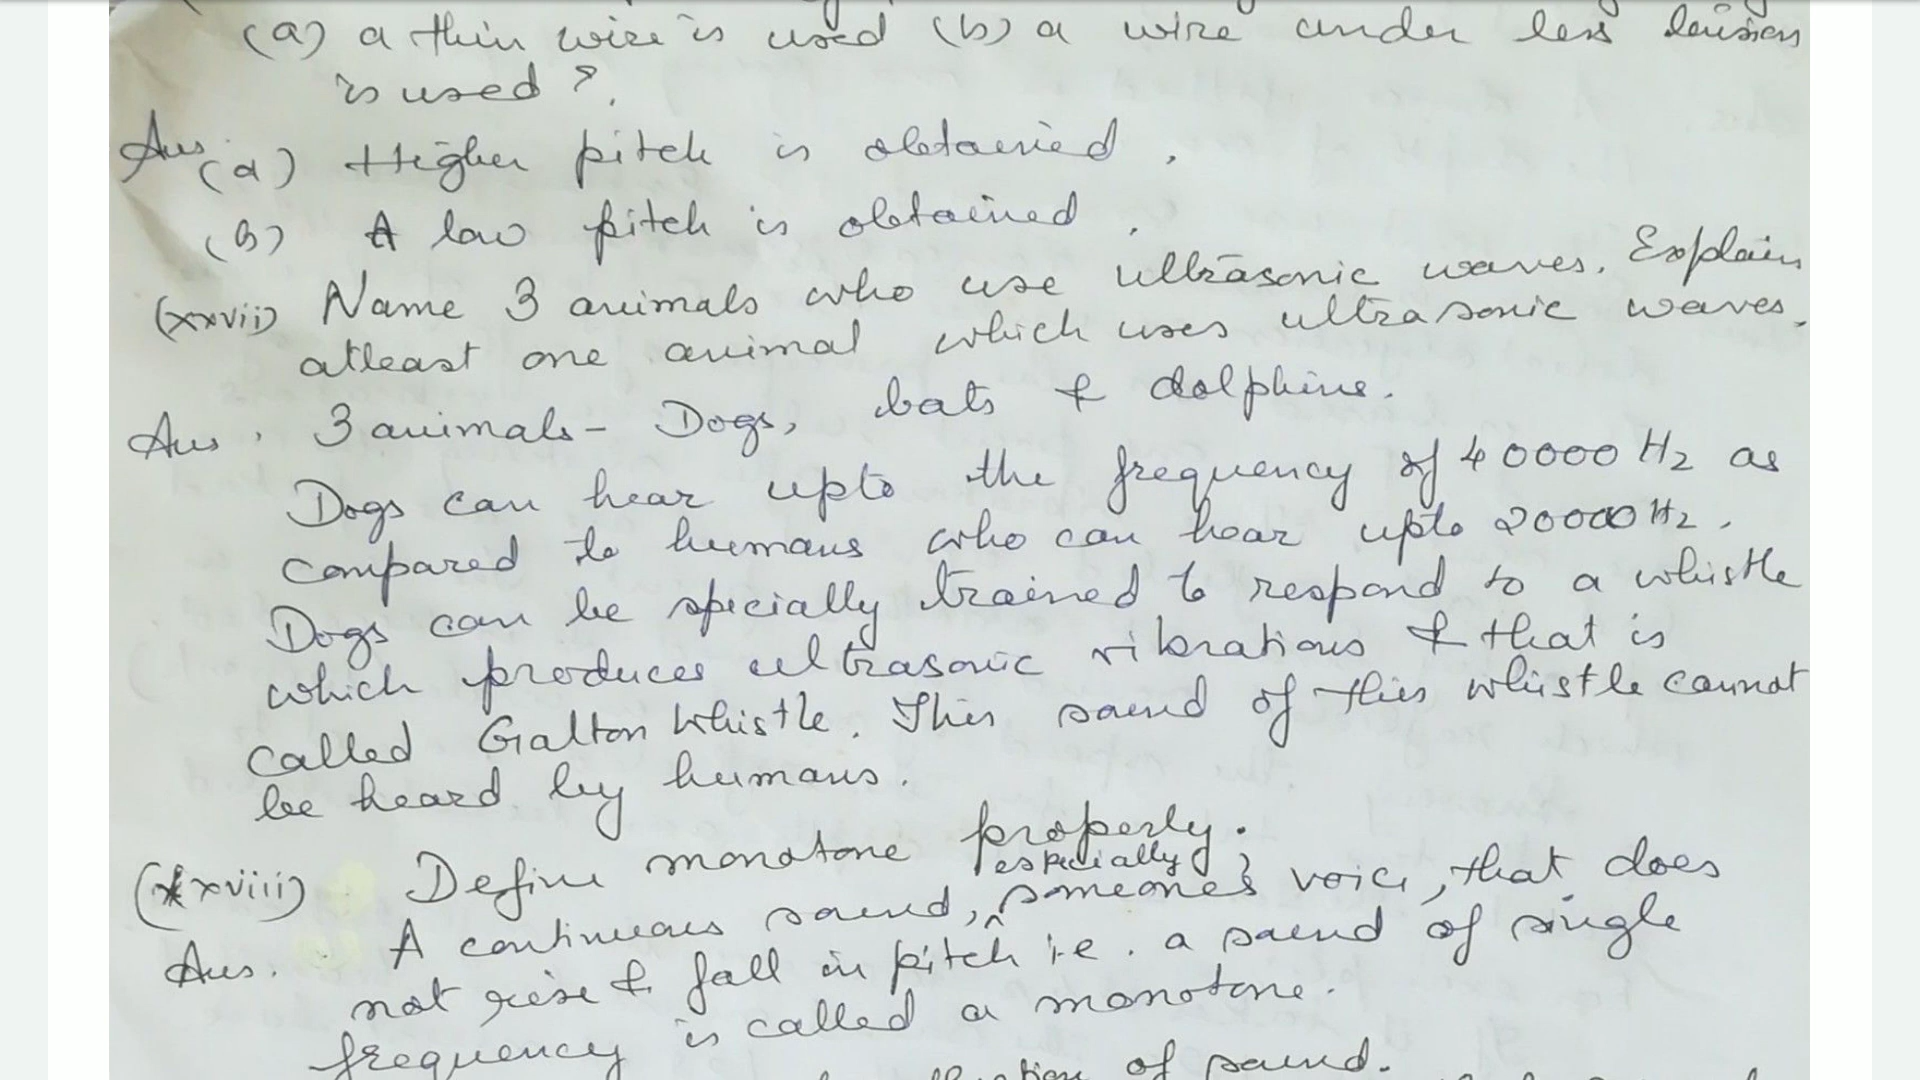 (a) a thin wire is used (b) a wire under less tension
is used?
Ans (a) Higher pitch is obtained.
(b) A low pitch is obtained.
(xxvii) Name 3 animals who use ultrasonic waves. Explain
atleast one animal which uses ultrasonic waves.
Ans. 3 animals - Dogs, bats & dolphins.
Dogs can hear upto the frequency of 40000 Hz as
compared to humans who can hear upto 20000 Hz.
Dogs can be specially trained to respond to a whistle
which produces ultrasonic vibrations & that is
called Galton Whistle. This sound of this whistle cannot
be heard by humans.
(xxviii) Define monotone properly.
Ans. A continuous sound, especially someone's voice, that does
not rise & fall in pitch i.e. a sound of single
frequency is called a monotone.
of sound.